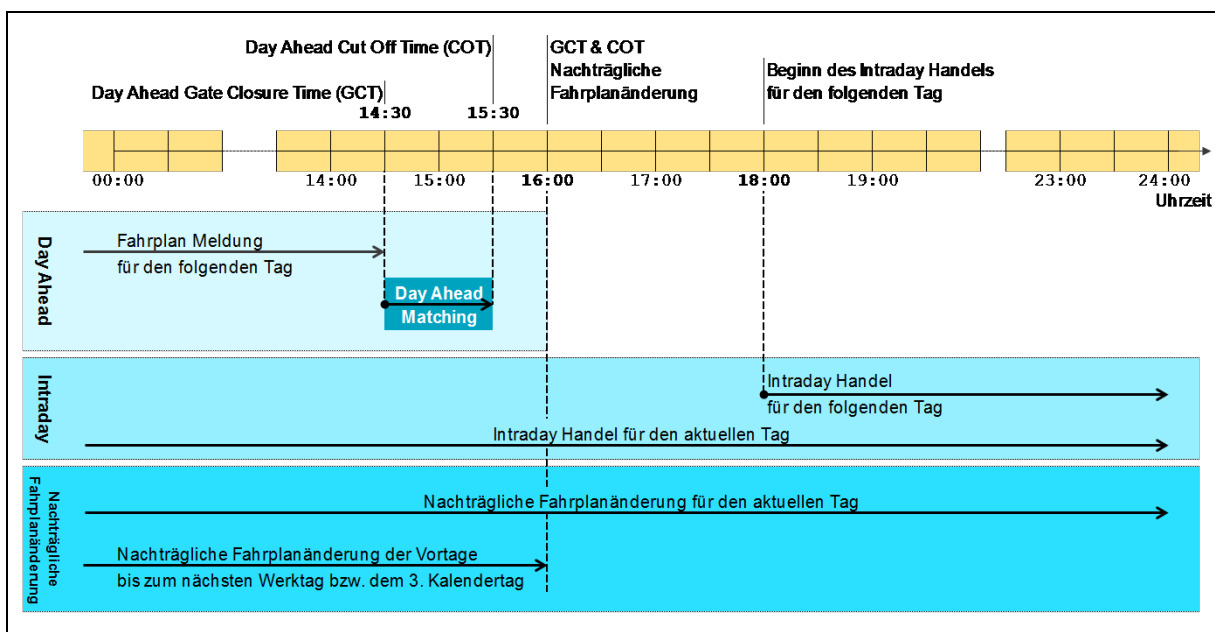 Day Ahead Cut Off Time (COT)
GCT & COT
Nachträgliche
Fahrplanänderung
Beginn des Intraday Handels
für den folgenden Tag
Day Ahead Gate Closure Time (GCT)
14:30
15:30
00:00
14:00
15:00
16:00
17:00
18:00
19:00
23:00
24:00
Uhrzeit
Day Ahead
Fahrplan Meldung
für den folgenden Tag
Day Ahead
Matching
Intraday
Intraday Handel
für den folgenden Tag
Intraday Handel für den aktuellen Tag
Nachträgliche
Fahrplanänderung
Nachträgliche Fahrplanänderung für den aktuellen Tag
Nachträgliche Fahrplanänderung der Vortage
bis zum nächsten Werktag bzw. dem 3. Kalendertag